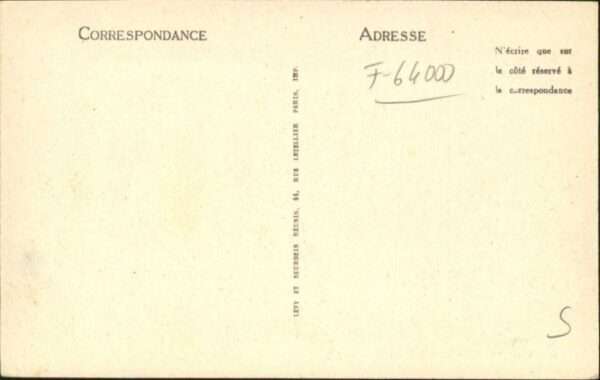 CORRESPONDANCE
ADRESSE
N'écrire que sur
le côté réservé à
la correspondance
F-64000
LEVY ET NEURDEIN RÉUNIS, 44, RUE LETELLIER PARIS, IMP.
S